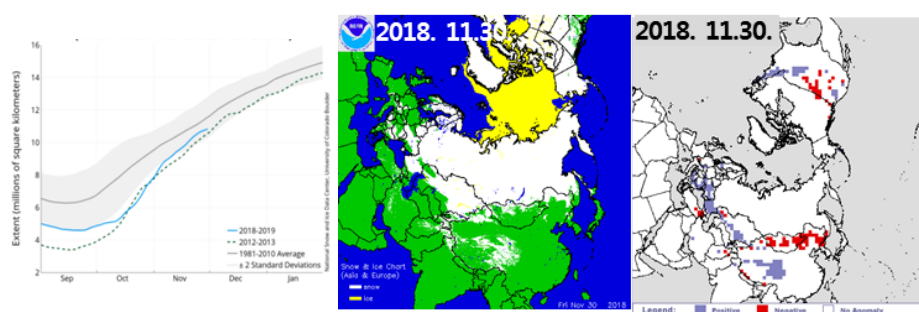 Extent (millions of square kilometers)
16
14
12
10
8
6
4
2
Sep
Oct
Nov
Dec
Jan
2018-2019
2012-2013
1981-2010 Average
± 2 Standard Deviations
National Snow and Ice Data Center, University of Colorado Boulder
2018. 11.30.
Snow & Ice Chart
(Asia & Europe)
snow
ice
Fri Nov 30 2018
2018. 11.30.
Legend: Positive Negative No Anomaly